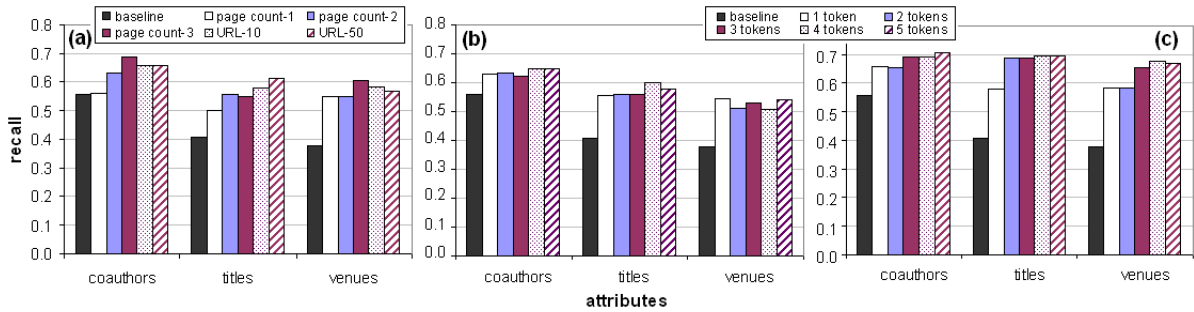 baseline page count-1 page count-2
page count-3 URL-10 URL-50
baseline 1 token 2 tokens
3 tokens 4 tokens 5 tokens
(a)
(b)
(c)
recall
0.8
0.7
0.6
0.5
0.4
0.3
0.2
0.1
0.0
coauthors titles venues
0.8
0.7
0.6
0.5
0.4
0.3
0.2
0.1
0.0
coauthors titles venues
0.7
0.6
0.5
0.4
0.3
0.2
0.1
0.0
coauthors titles venues
attributes